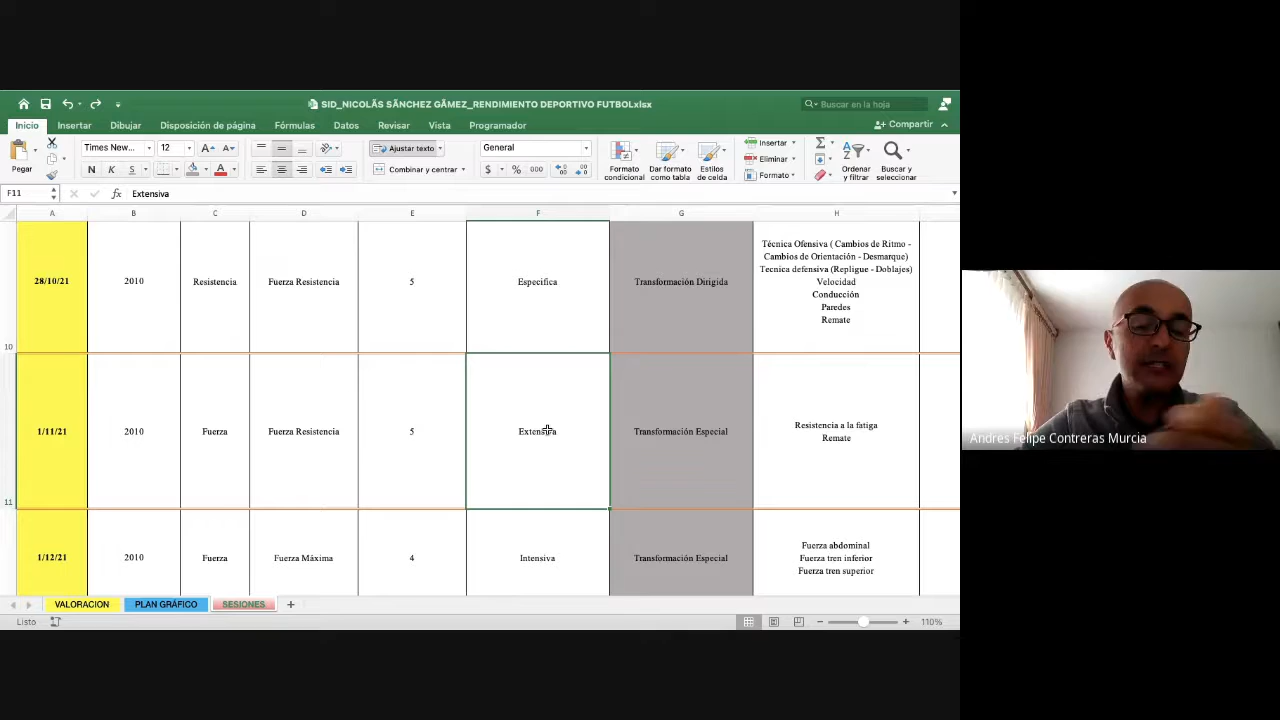 SID_NICOLÃS SÃNCHEZ GÃMEZ_RENDIMIENTO DEPORTIVO FUTBOLxlsx
Buscar en la hoja
Inicio
Insertar
Dibujar
Disposición de página
Fórmulas
Datos
Revisar
Vista
Programador
Compartir
Pegar
Times New...
12
A A
N K S
A
Ajustar texto
Combinar y centrar
General
$ % 000
Formato condicional
Dar formato como tabla
Estilos de celda
Insertar
Eliminar
Formato
Ordenar y filtrar
Buscar y seleccionar
F11
fx
Extensiva
A B C D E F G H
10
28/10/21
2010
Resistencia
Fuerza Resistencia
5
Especifica
Transformación Dirigida
Técnica Ofensiva ( Cambios de Ritmo -
Cambios de Orientación - Desmarque)
Tecnica defensiva (Repligue - Doblajes)
Velocidad
Conducción
Paredes
Remate
11
1/11/21
2010
Fuerza
Fuerza Resistencia
5
Extensiva
Transformación Especial
Resistencia a la fatiga
Remate
1/12/21
2010
Fuerza
Fuerza Máxima
4
Intensiva
Transformación Especial
Fuerza abdominal
Fuerza tren inferior
Fuerza tren superior
VALORACION
PLAN GRÁFICO
SESIONES
Listo
110%
Andres Felipe Contreras Murcia